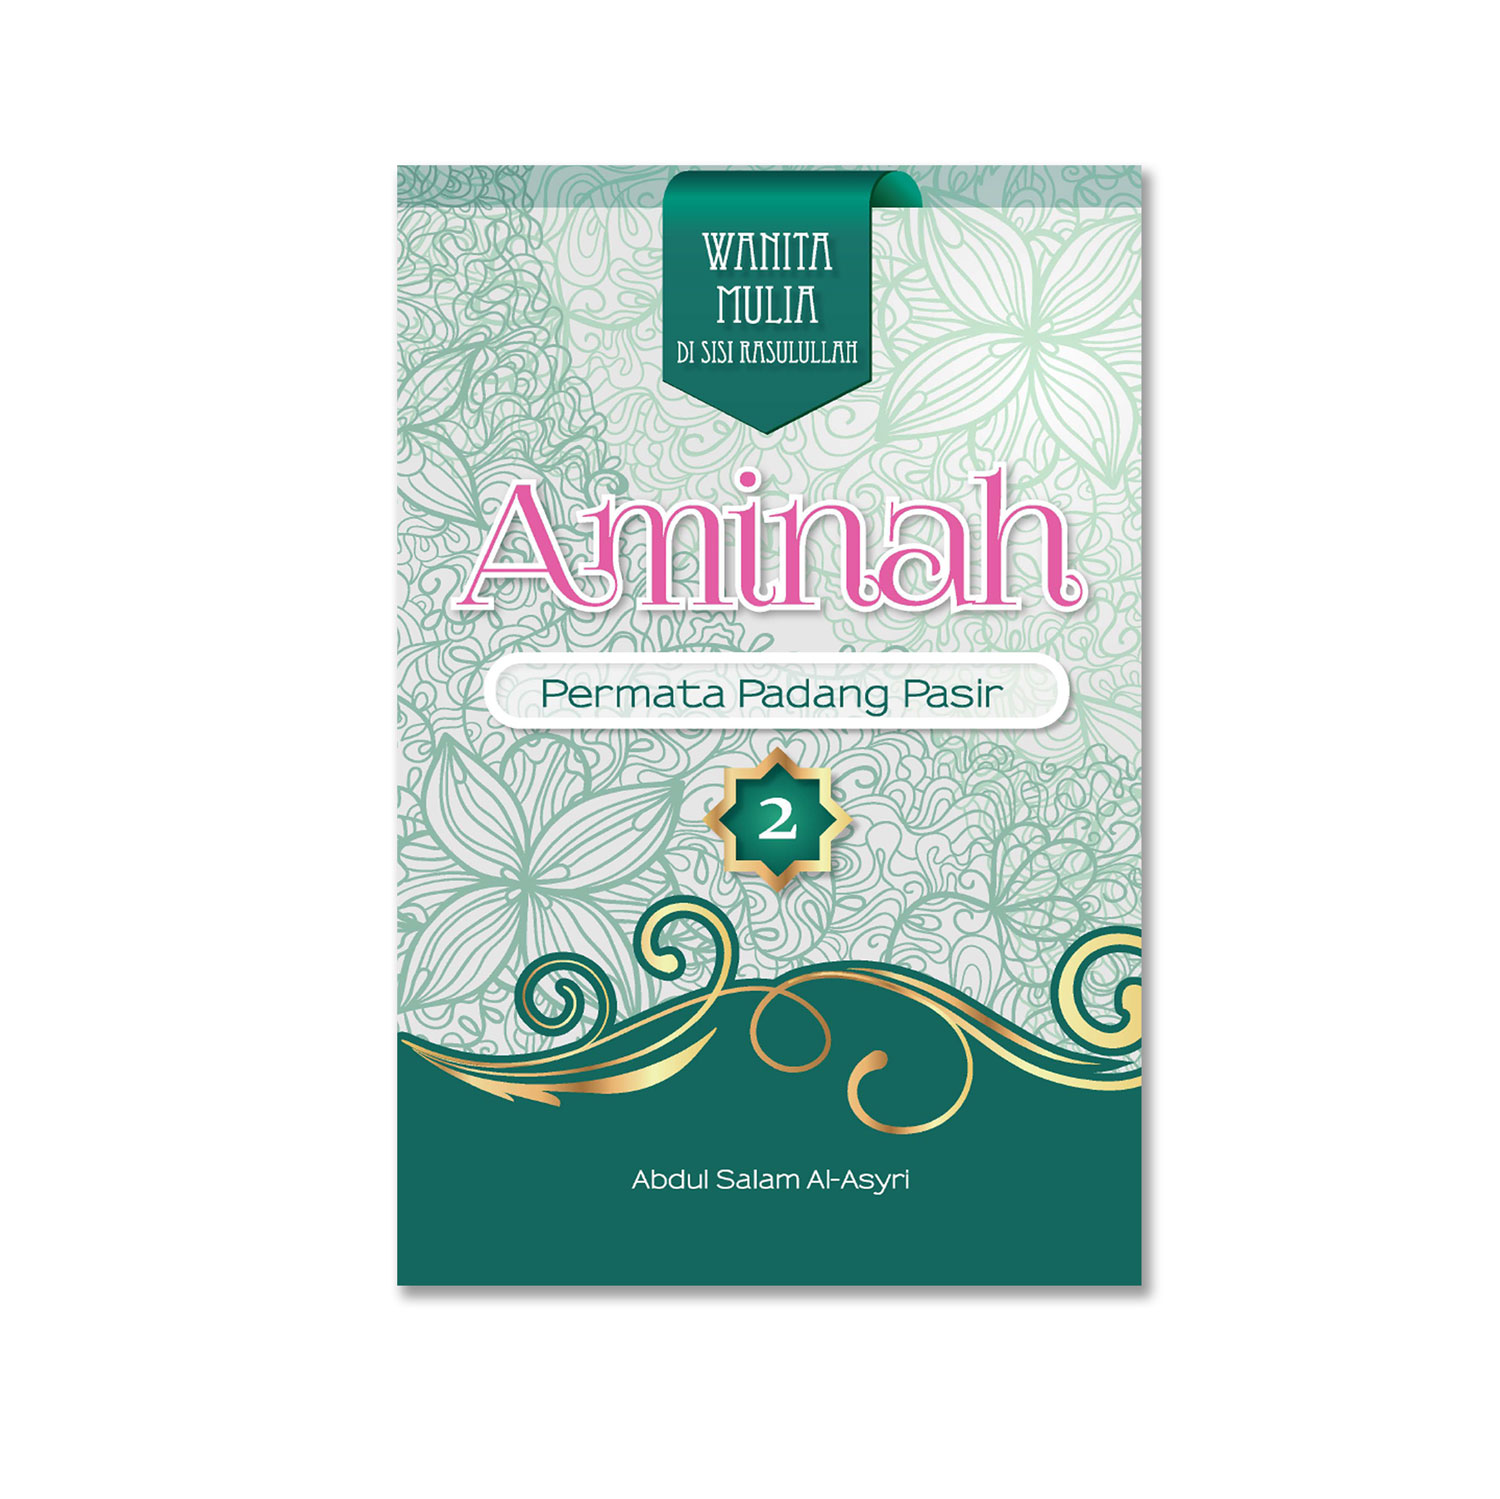 WANITA
MULIA
DI SISI RASULULLAH
Aminah
Permata Padang Pasir
2
Abdul Salam Al-Asyri